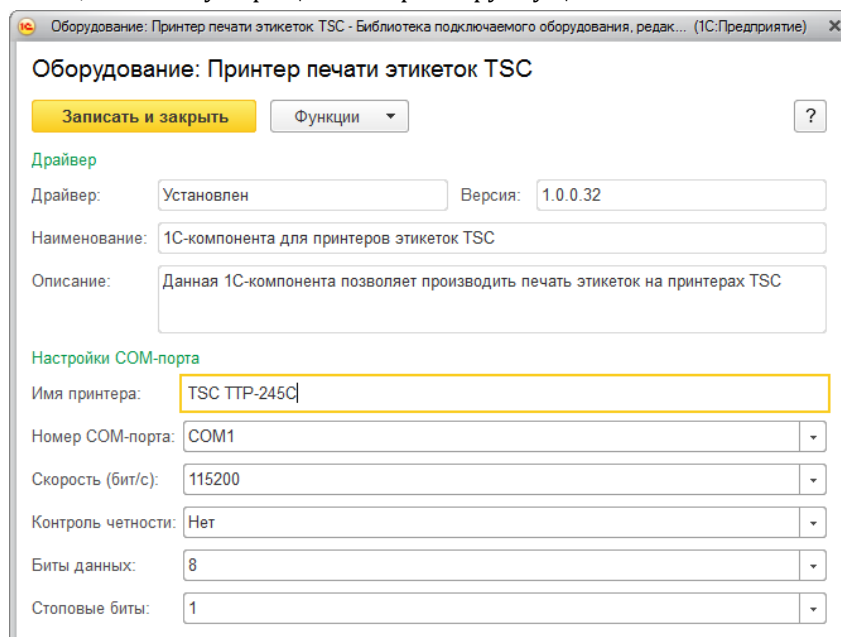 Оборудование: Принтер печати этикеток TSC - Библиотека подключаемого оборудования, редак... (1С:Предприятие)
Оборудование: Принтер печати этикеток TSC
Записать и закрыть Функции ?
Драйвер
Драйвер: Установлен Версия: 1.0.0.32
Наименование: 1С-компонента для принтеров этикеток TSC
Описание: Данная 1С-компонента позволяет производить печать этикеток на принтерах TSC
Настройки COM-порта
Имя принтера: TSC TTP-245C
Номер COM-порта: COM1
Скорость (бит/с): 115200
Контроль четности: Нет
Биты данных: 8
Стоповые биты: 1